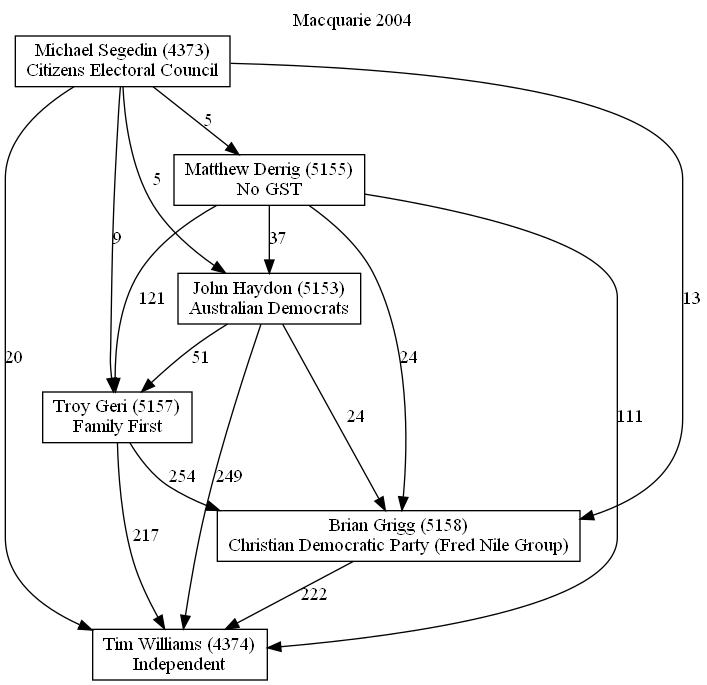 Macquarie 2004
Michael Segedin (4373)
Citizens Electoral Council
5
Matthew Derrig (5155)
No GST
5
9
37
John Haydon (5153)
Australian Democrats
121
13
20
51
24
Troy Geri (5157)
Family First
24
111
254
249
217
Brian Grigg (5158)
Christian Democratic Party (Fred Nile Group)
222
Tim Williams (4374)
Independent